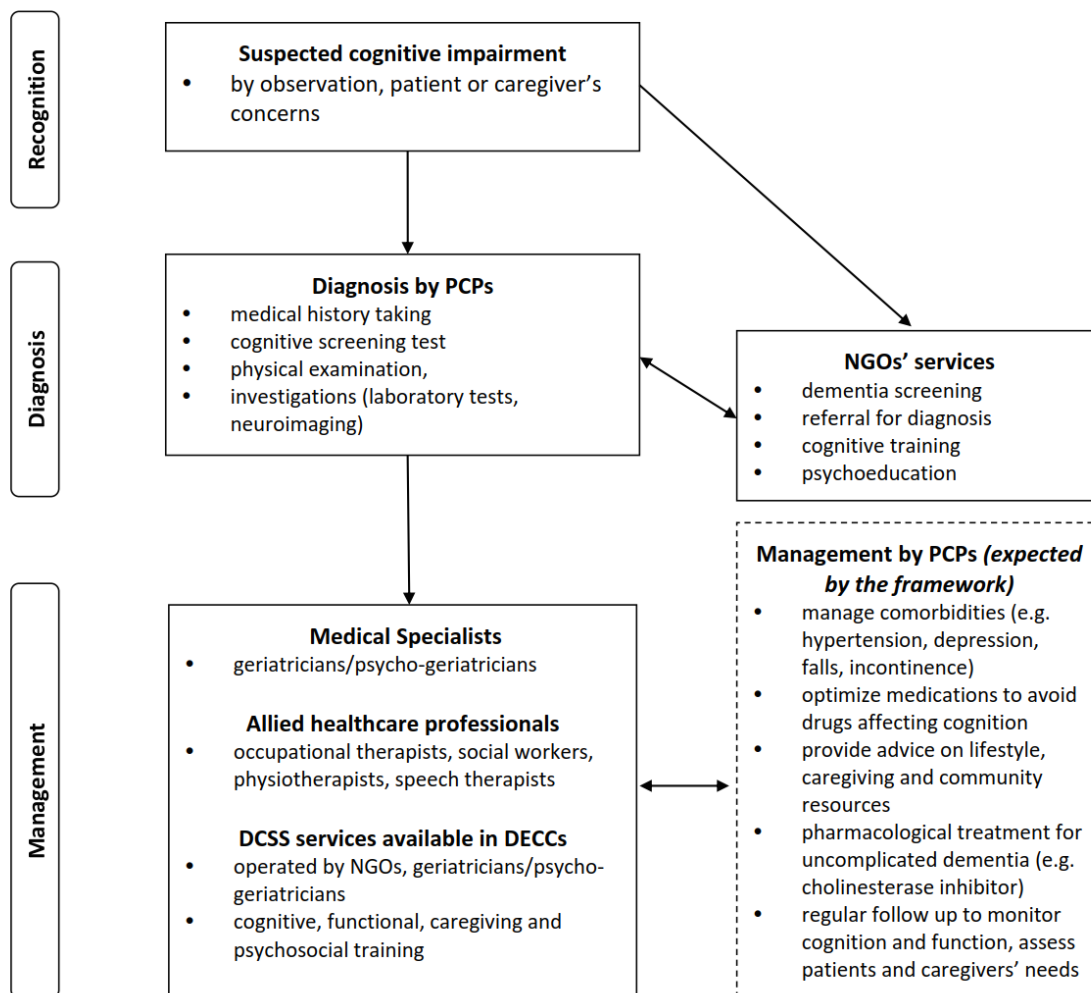 Recognition
Suspected cognitive impairment
• by observation, patient or caregiver's
concerns
Diagnosis
Diagnosis by PCPs
• medical history taking
• cognitive screening test
• physical examination,
• investigations (laboratory tests,
neuroimaging)
NGOs' services
• dementia screening
• referral for diagnosis
• cognitive training
• psychoeducation
Management
Medical Specialists
• geriatricians/psycho-geriatricians
Allied healthcare professionals
• occupational therapists, social workers,
physiotherapists, speech therapists
DCSS services available in DECCs
• operated by NGOs, geriatricians/psycho-
geriatricians
• cognitive, functional, caregiving and
psychosocial training
Management by PCPs (expected
by the framework)
• manage comorbidities (e.g.
hypertension, depression,
falls, incontinence)
• optimize medications to avoid
drugs affecting cognition
• provide advice on lifestyle,
caregiving and community
resources
• pharmacological treatment for
uncomplicated dementia (e.g.
cholinesterase inhibitor)
• regular follow up to monitor
cognition and function, assess
patients and caregivers' needs